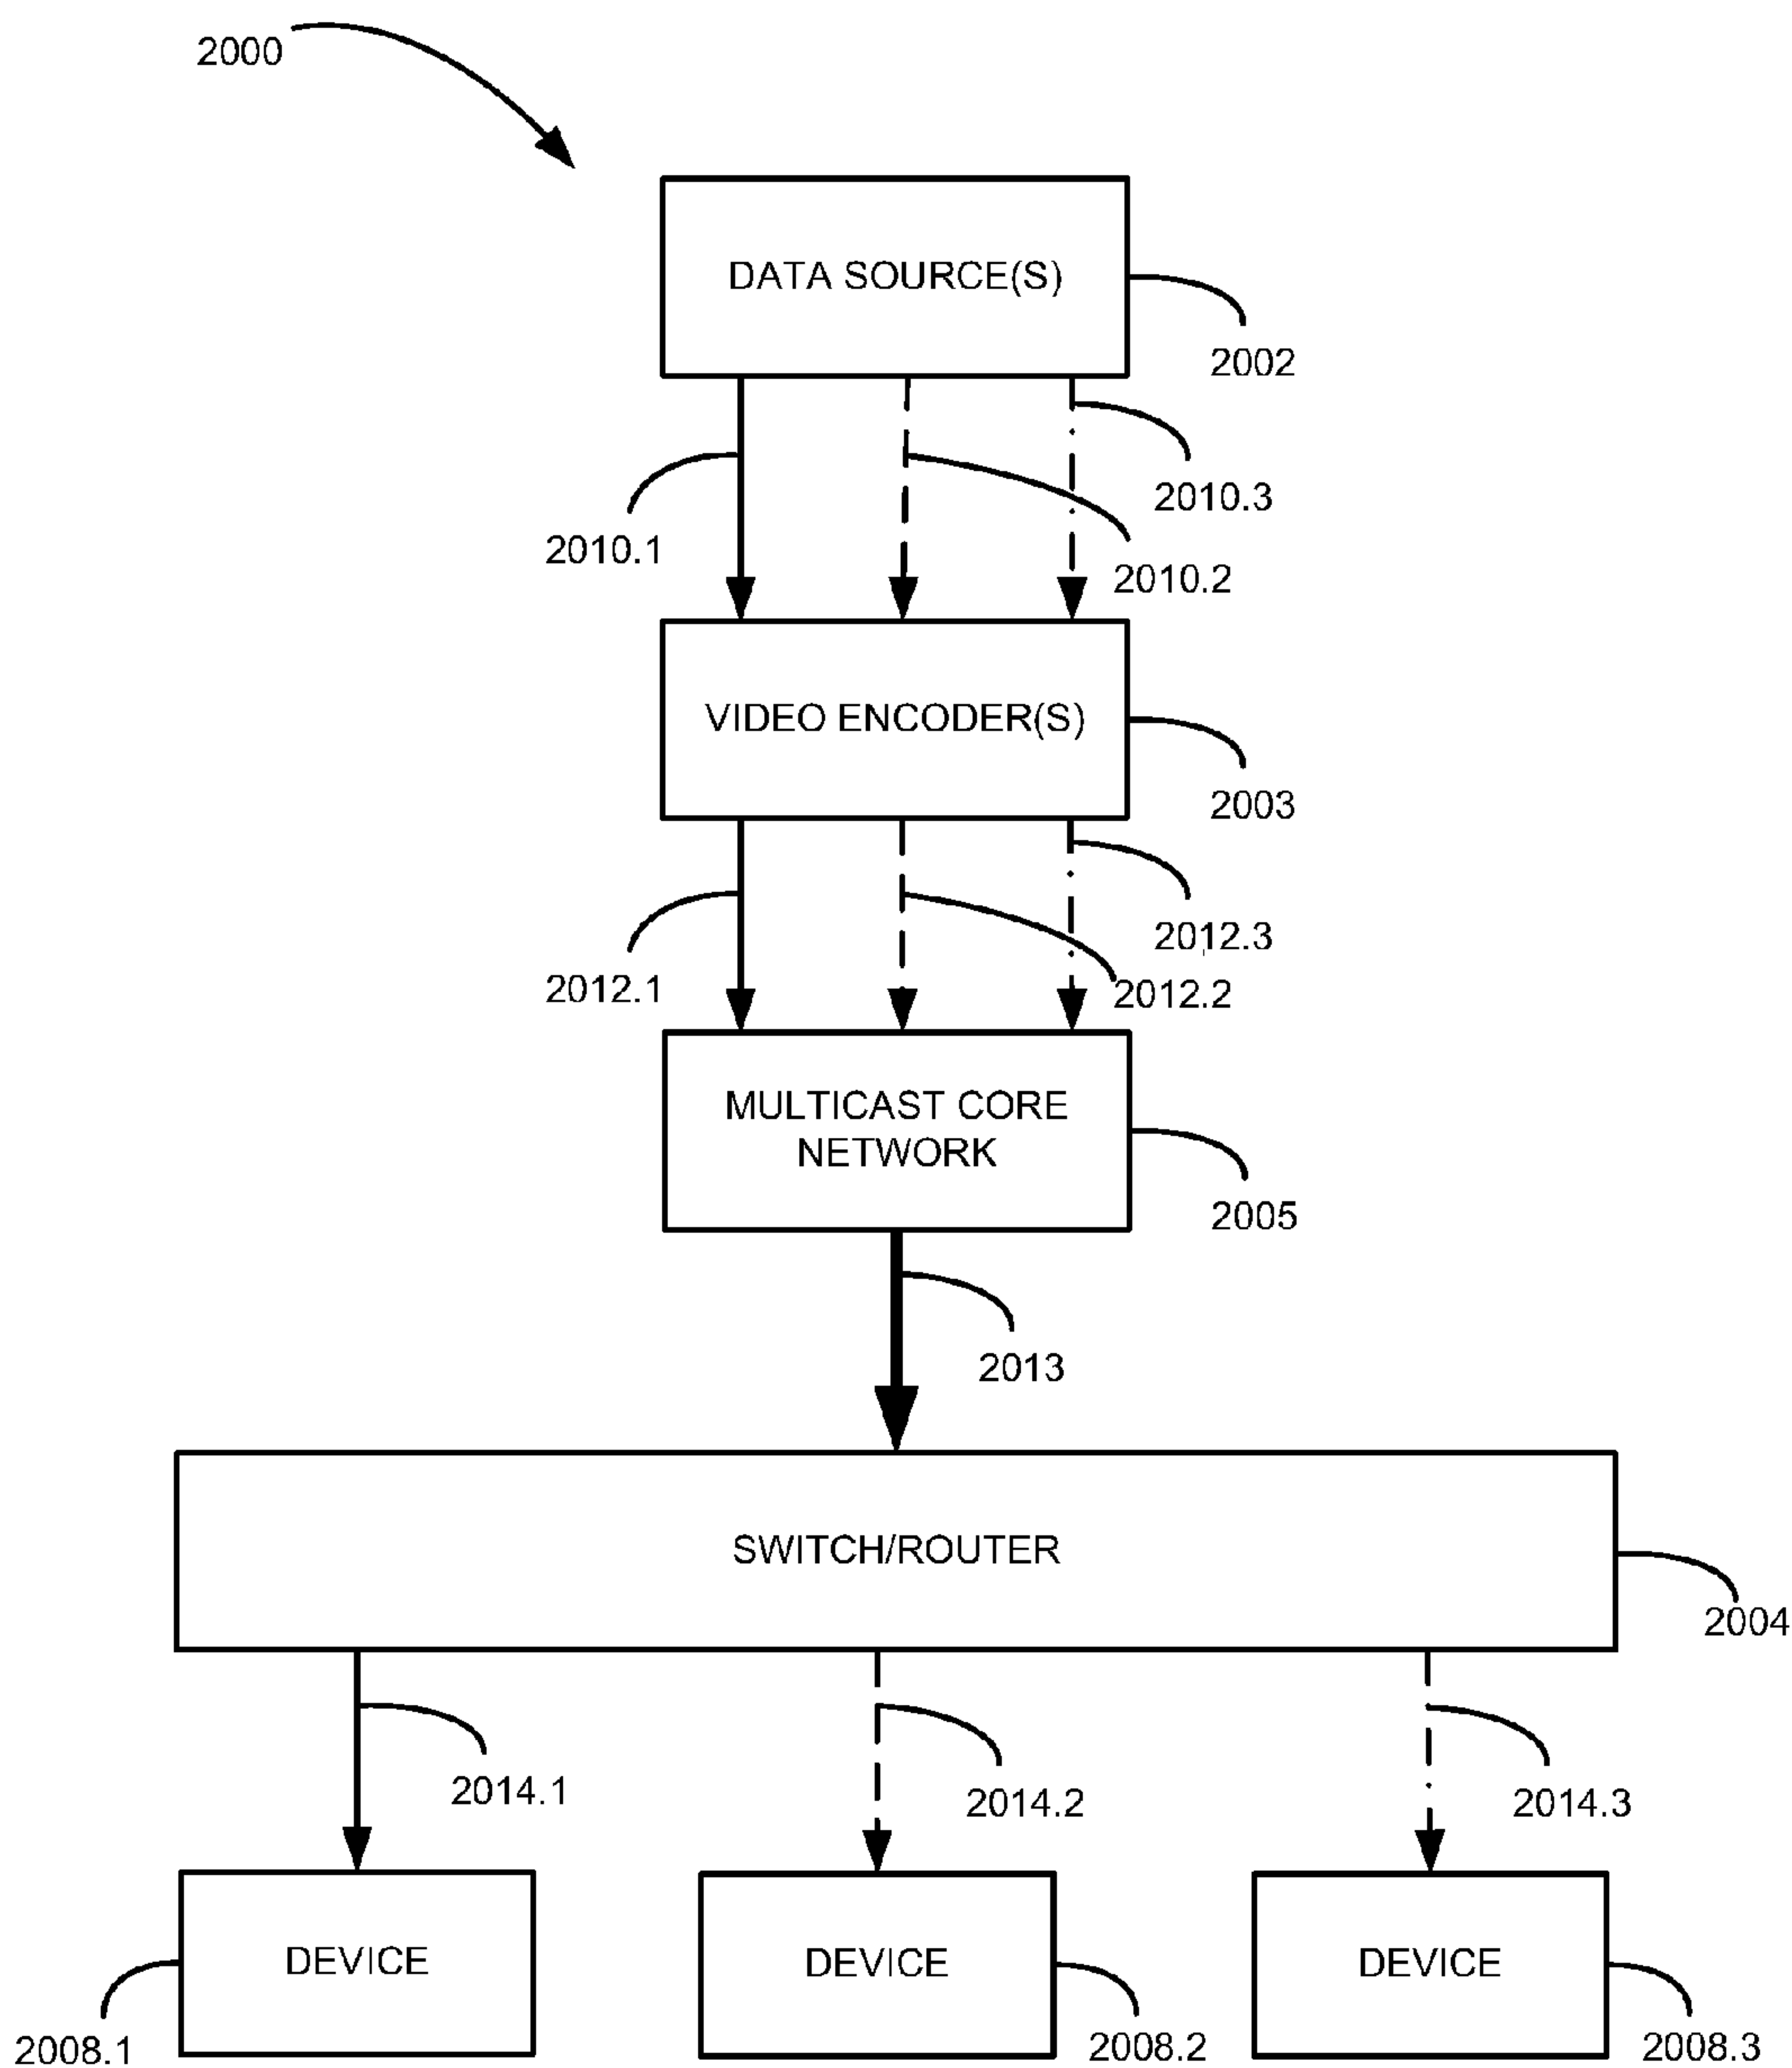 2000
DATA SOURCE(S)
2002
2010.3
2010.1
2010.2
VIDEO ENCODER(S)
2003
2012.3
2012.1
2012.2
MULTICAST CORE
NETWORK
2005
2013
SWITCH/ROUTER
2004
2014.1
2014.2
2014.3
DEVICE
DEVICE
DEVICE
2008.1
2008.2
2008.3